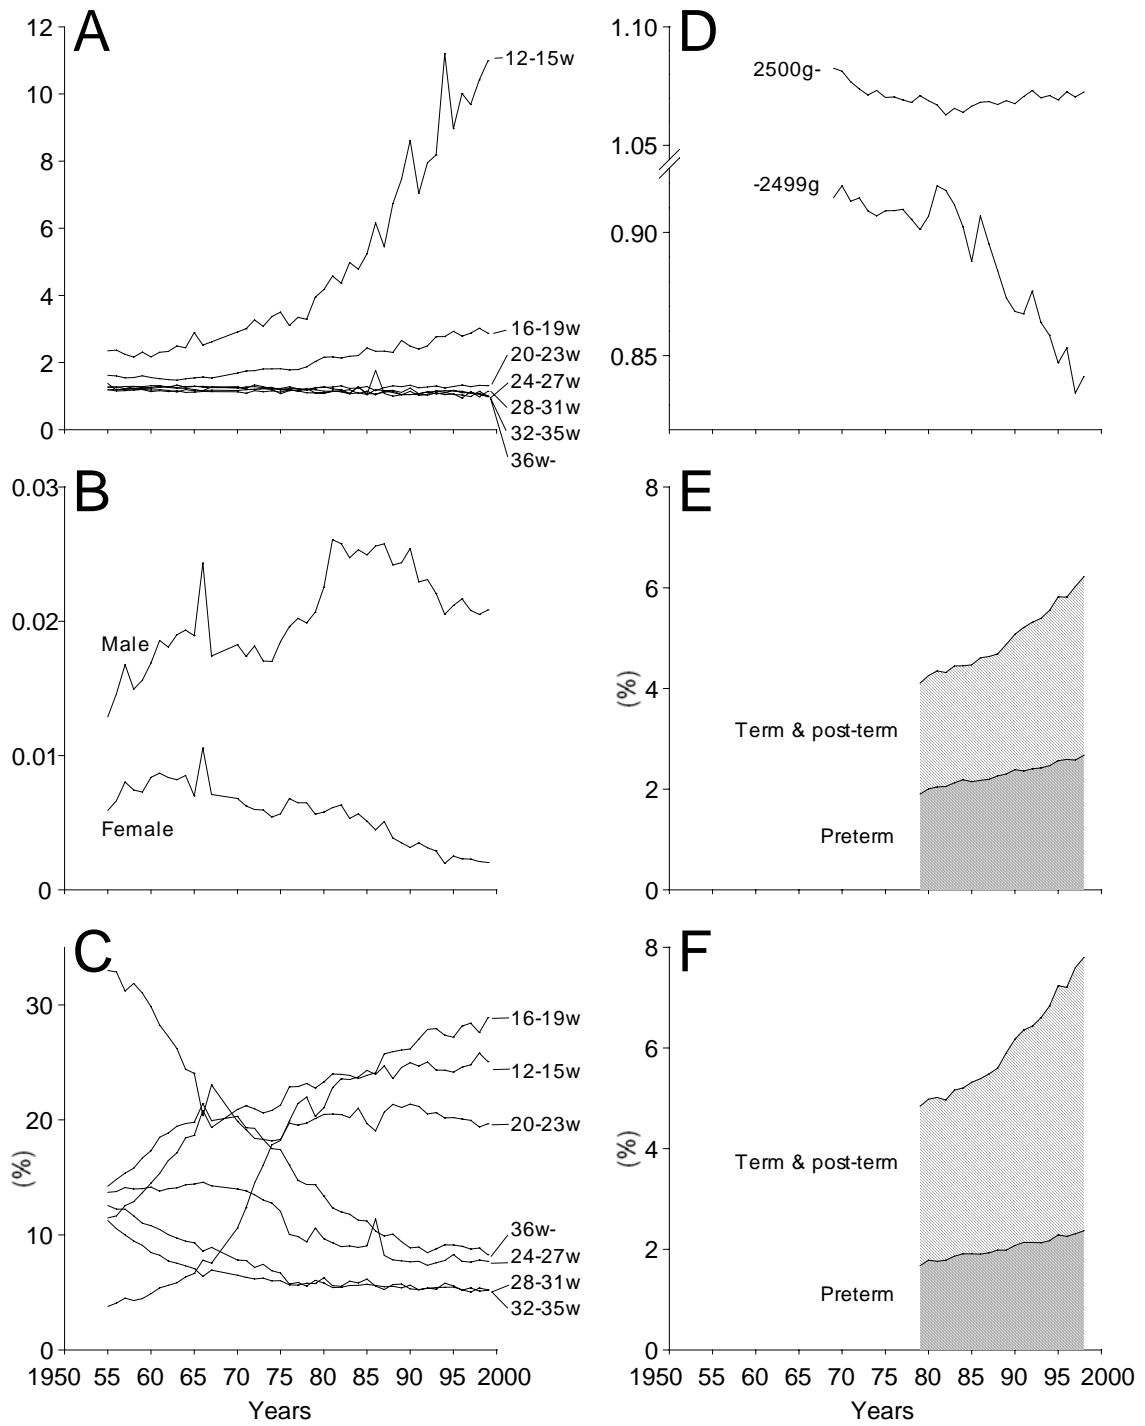 A
12
10
8
6
4
2
0
12-15w
16-19w
20-23w
24-27w
28-31w
32-35w
36w-
B
0.03
0.02
0.01
0
Male
Female
C
30
20
10
0
(%)
16-19w
12-15w
20-23w
36w-
24-27w
28-31w
32-35w
1950 55 60 65 70 75 80 85 90 95 2000
Years
D
1.10
1.05
0.90
0.85
2500g-
-2499g
E
8
6
4
2
0
(%)
Term & post-term
Preterm
F
8
6
4
2
0
(%)
Term & post-term
Preterm
1950 55 60 65 70 75 80 85 90 95 2000
Years